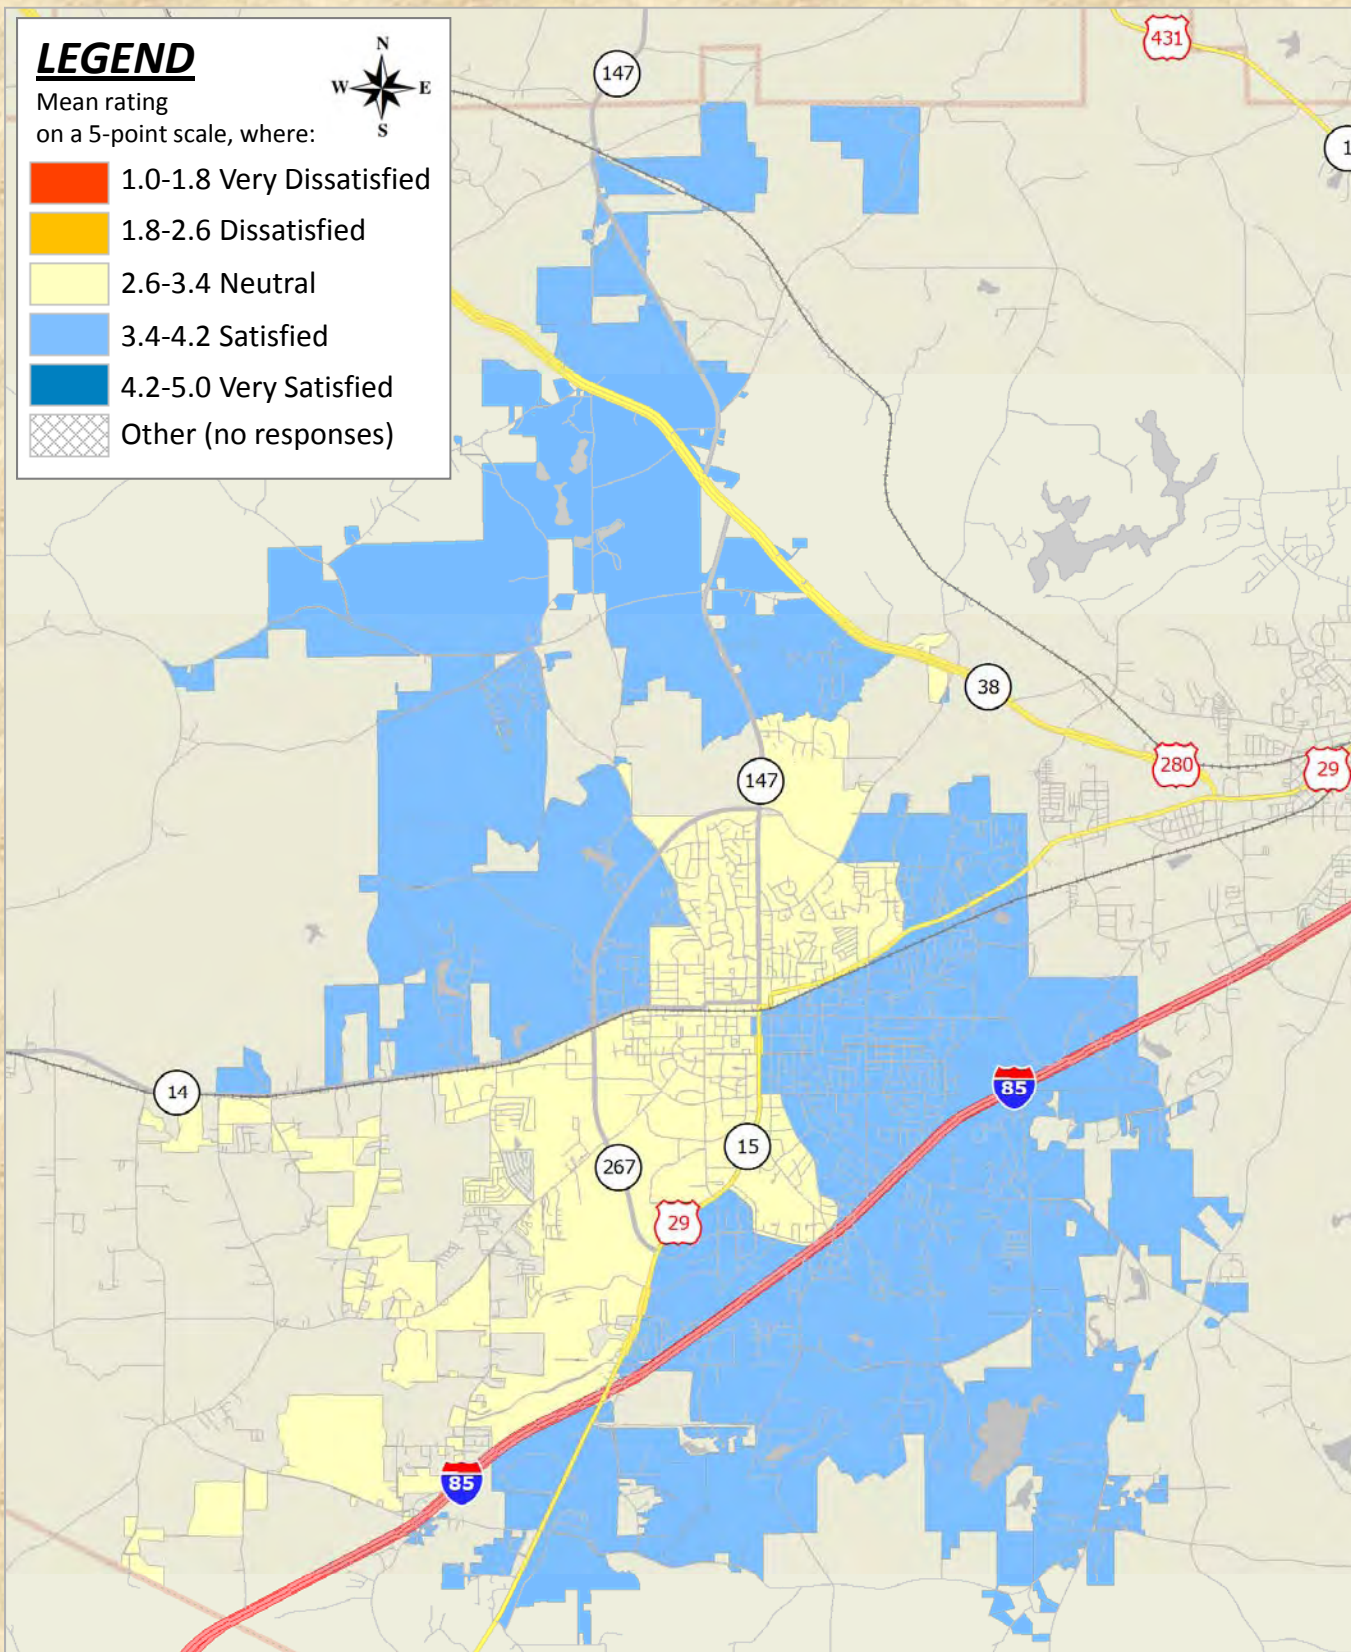 LEGEND
Mean rating
on a 5-point scale, where:
N
W E
S
1.0-1.8 Very Dissatisfied
1.8-2.6 Dissatisfied
2.6-3.4 Neutral
3.4-4.2 Satisfied
4.2-5.0 Very Satisfied
Other (no responses)
147
431
1
38
280
29
147
14
85
15
267
29
85